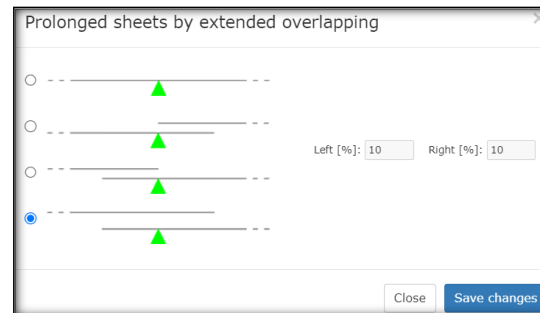 Prolonged sheets by extended overlapping
Left [%]: 10 Right [%]: 10
Close Save changes